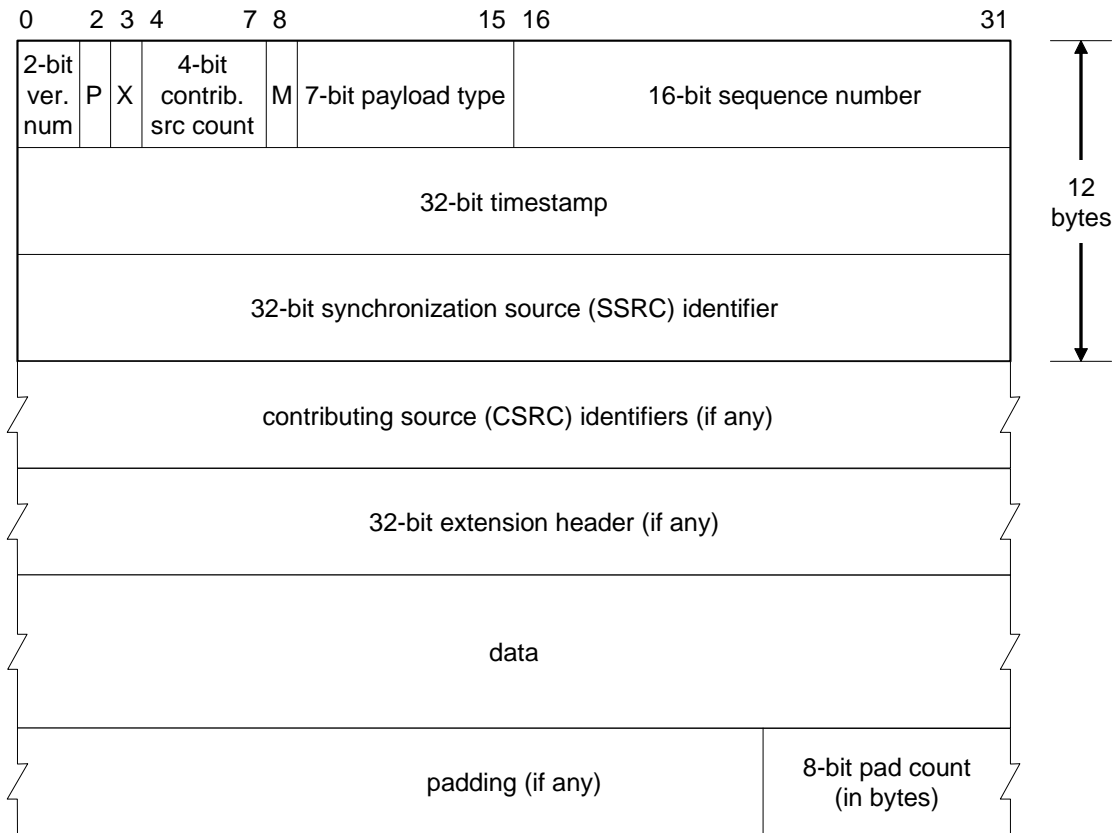 0 2 3 4 7 8 15 16 31
2-bit
ver.
num
P
X
4-bit
contrib.
src count
M
7-bit payload type
16-bit sequence number
32-bit timestamp
12
bytes
32-bit synchronization source (SSRC) identifier
contributing source (CSRC) identifiers (if any)
32-bit extension header (if any)
data
padding (if any)
8-bit pad count
(in bytes)